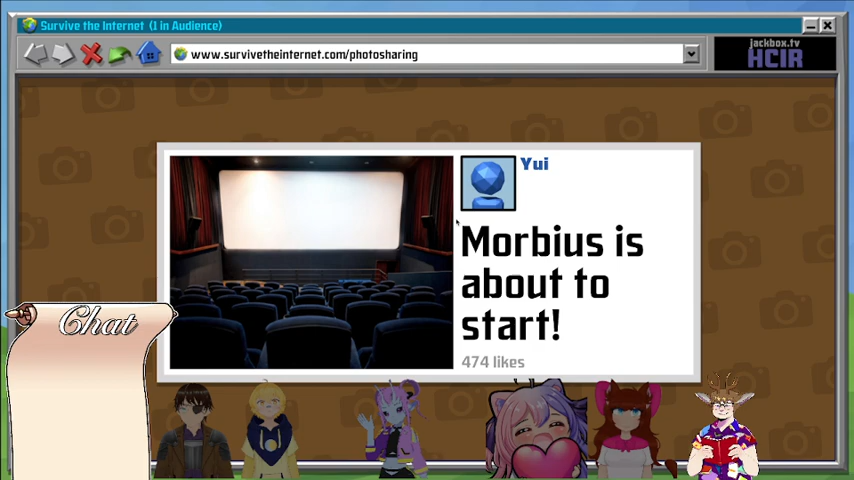 Survive the Internet (1 in Audience)
www.survivetheinternet.com/photosharing
jackbox.tv
HCIR
Yui
Morbius is
about to
start!
474 likes
Chat